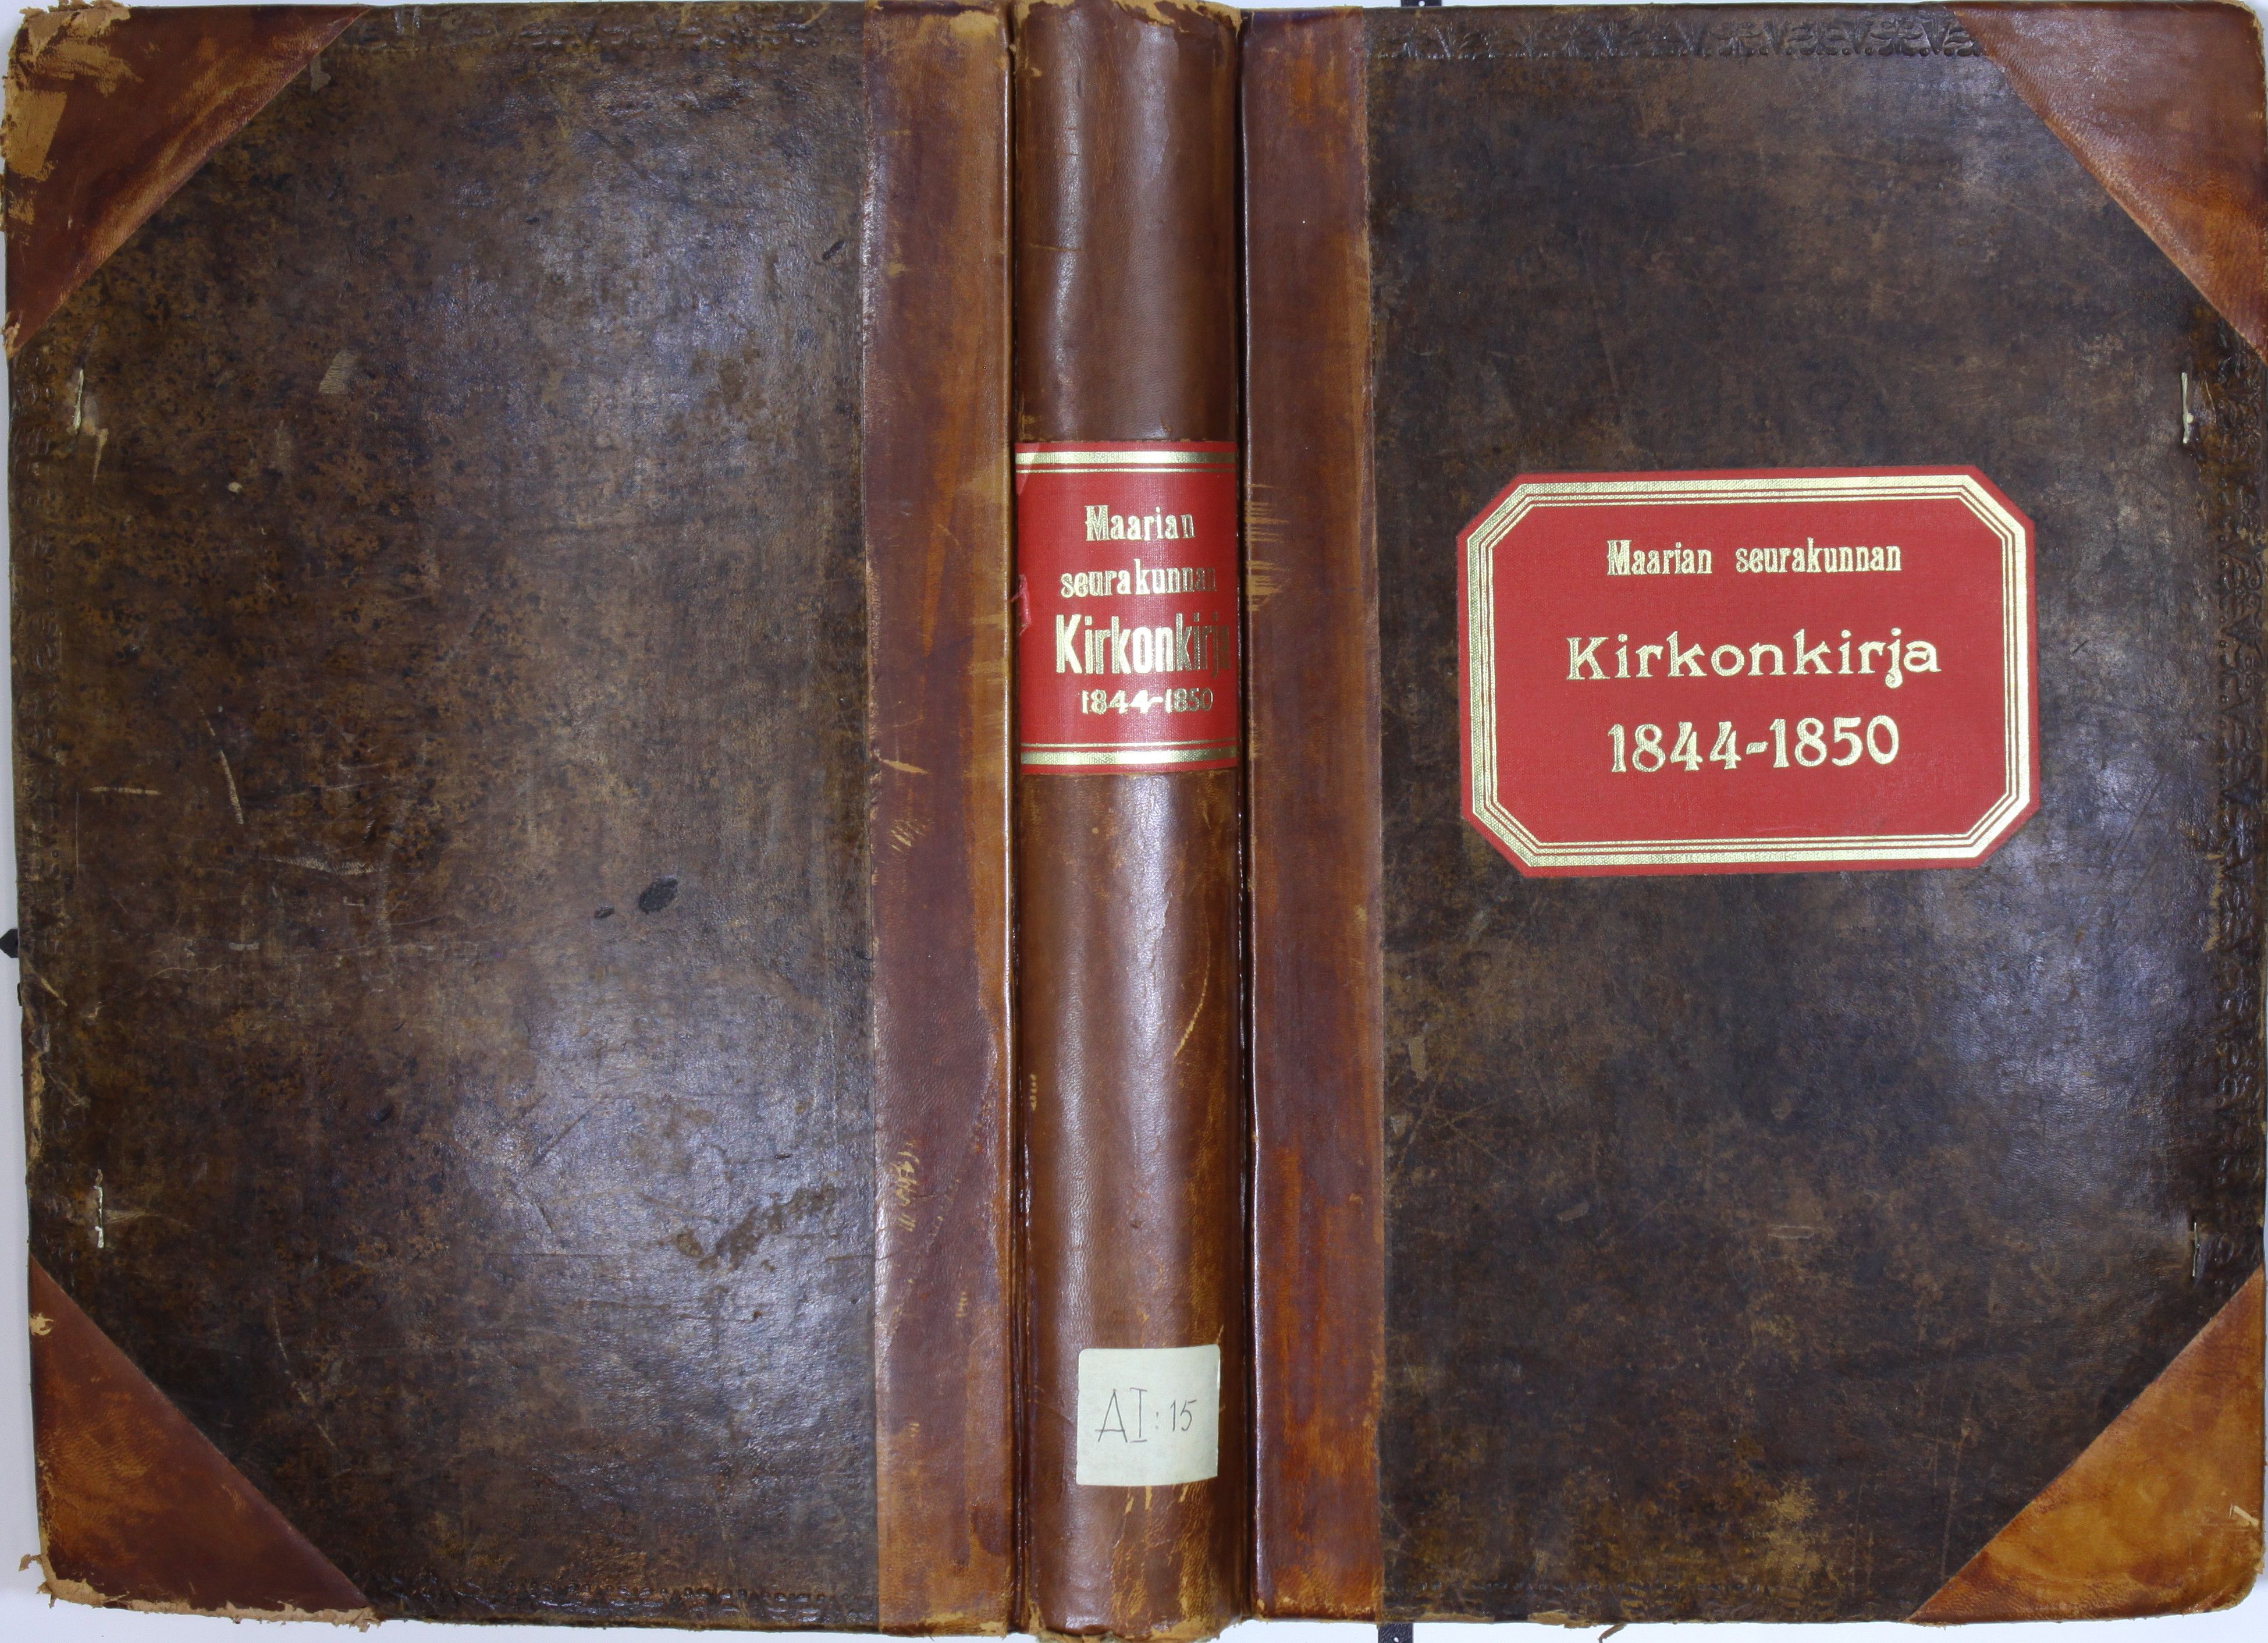 Maarian
seurakunnan
Kirkonkirja
1844-1850
AI:15
Maarian seurakunnan
Kirkonkirja
1844-1850